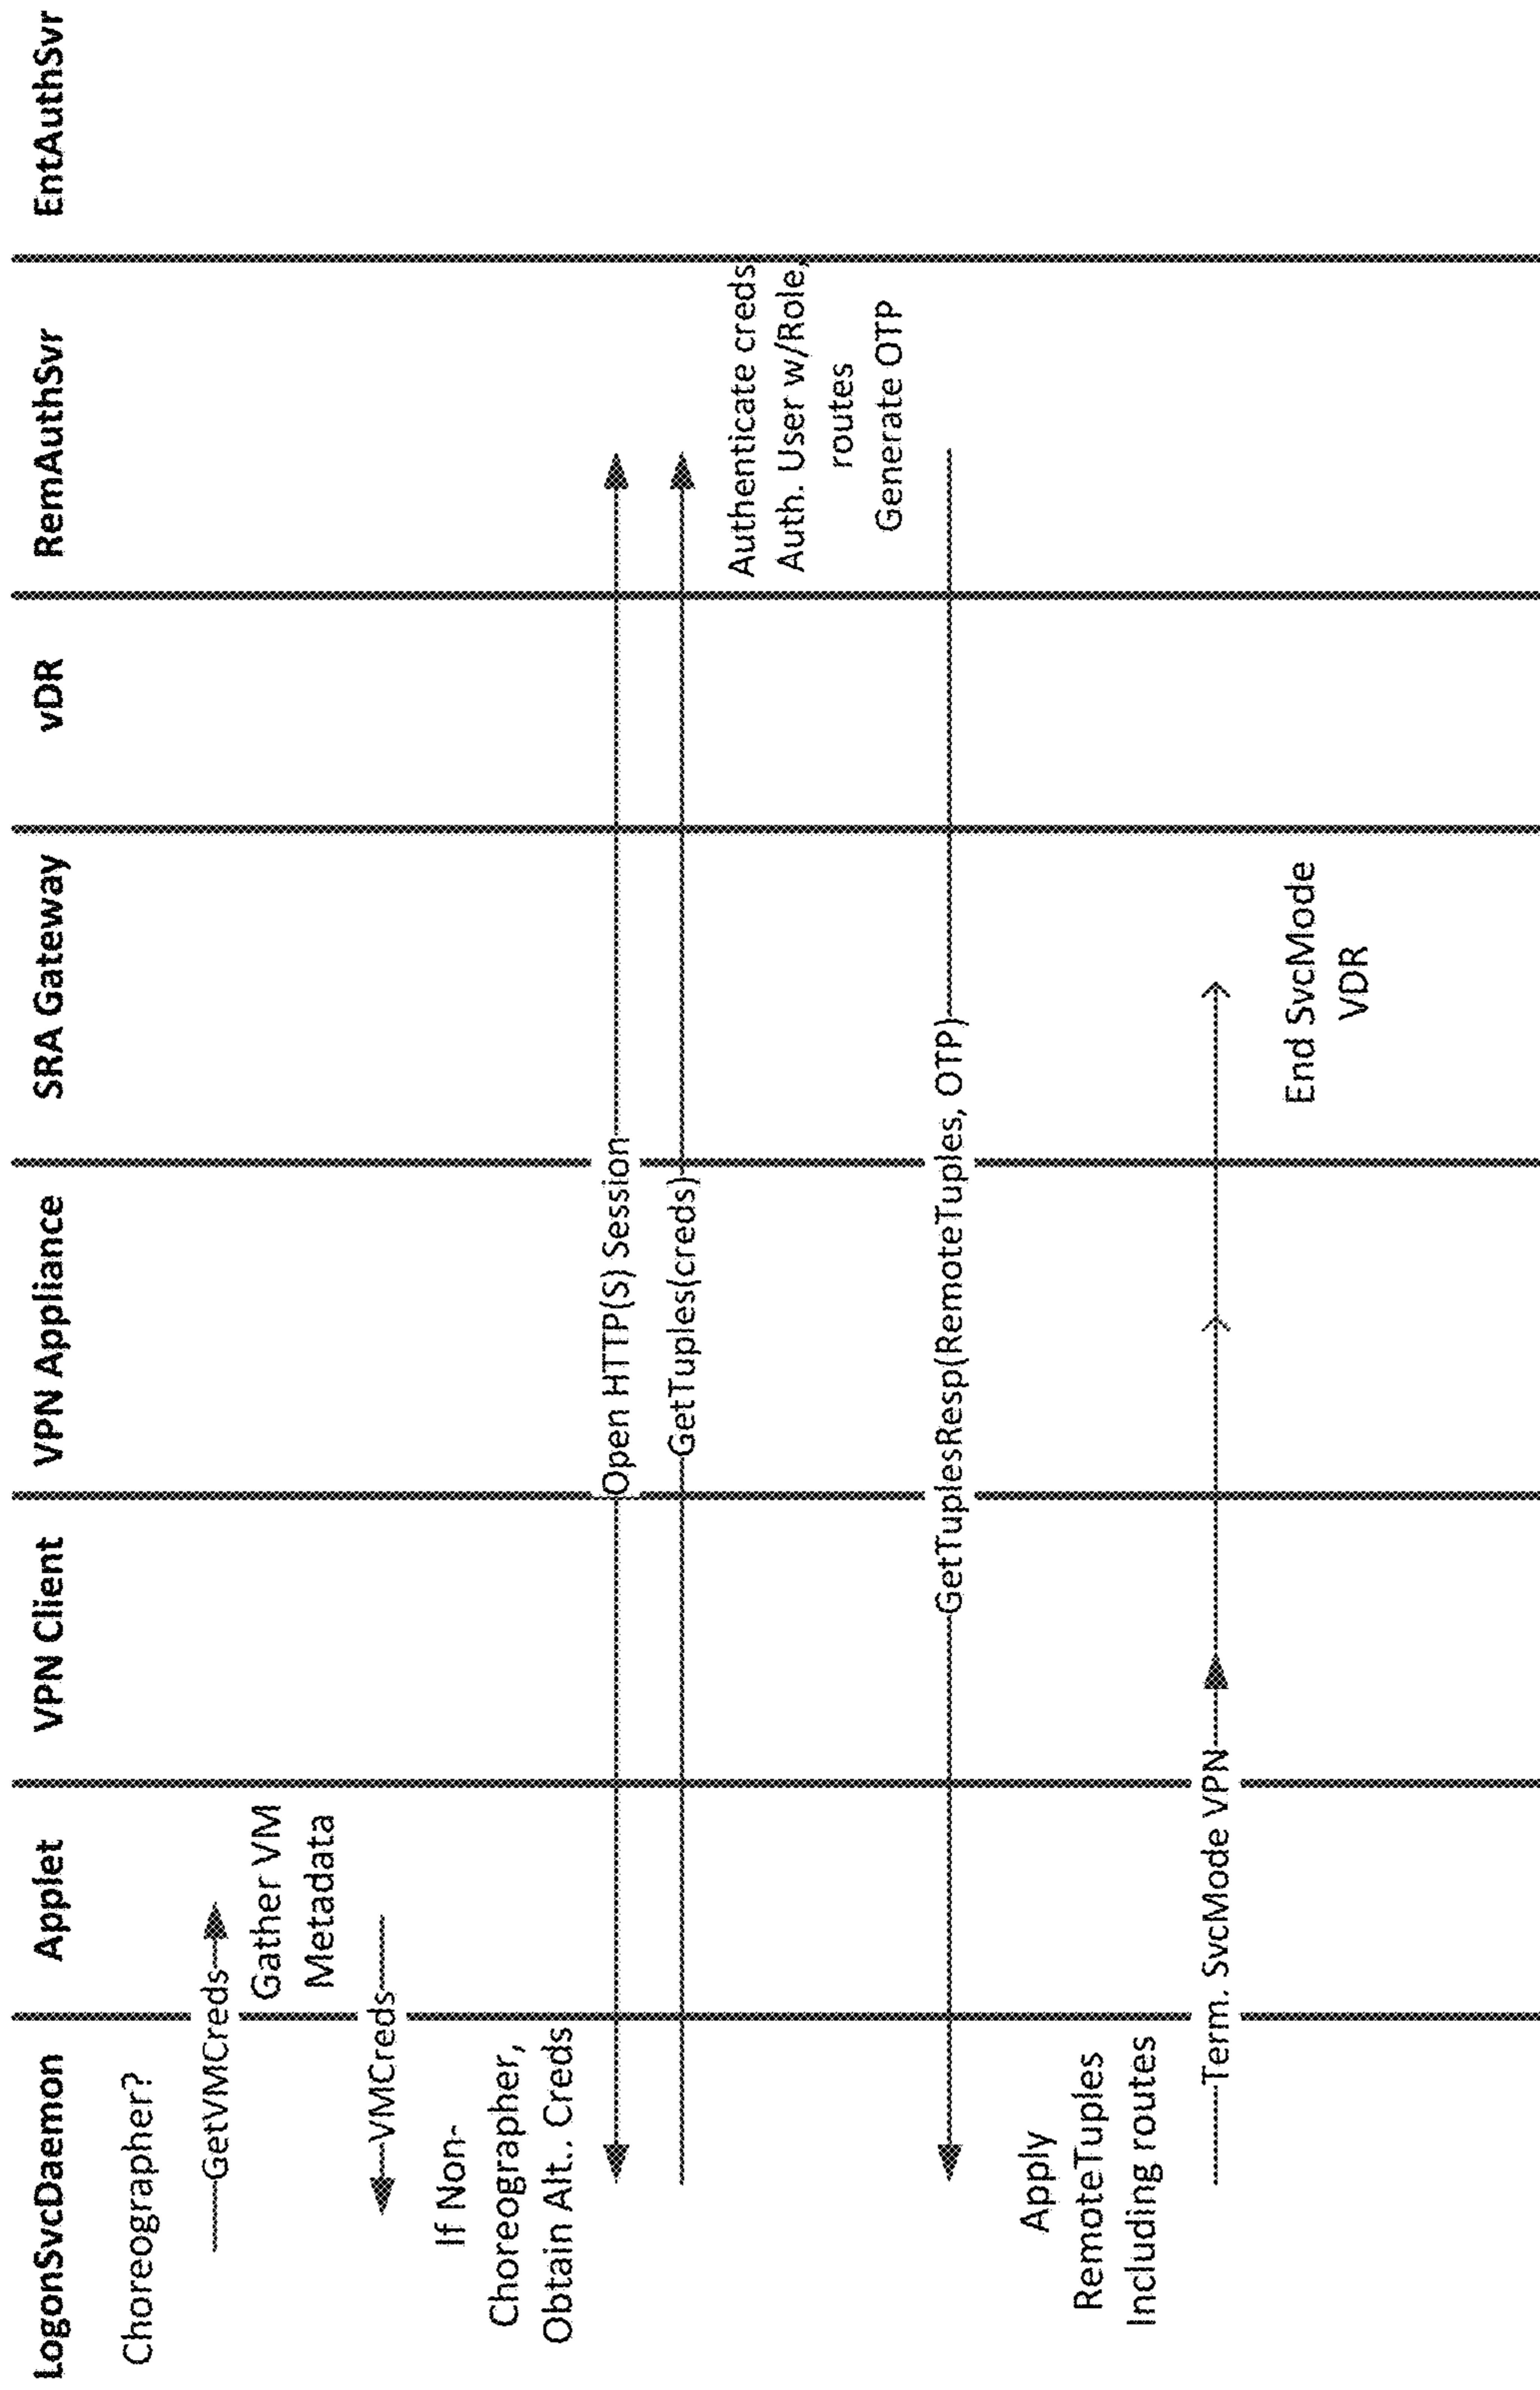 LogonSvcDaemon
Applet
VPN Client
VPN Appliance
SRA Gateway
vDR
RemAuthSvr
EntAuthSvr
Choreographer?
GetVMCreds
Gather VM
Metadata
VMCreds
If Non-
Choreographer,
Obtain Alt.. Creds
Open HTTP(S) Session
GetTuples(creds)
Authenticate creds,
Auth. User w/Role,
routes
Generate OTP
GetTuplesResp(RemoteTuples, OTP)
Apply
RemoteTuples
Including routes
Term. SvcMode VPN
End SvcMode
VDR